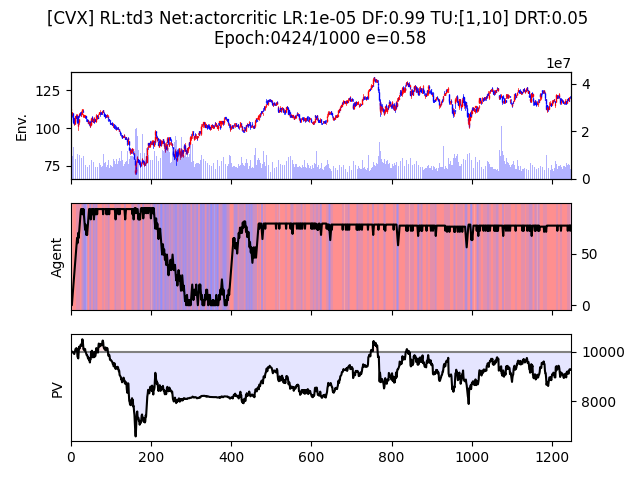 [CVX] RL:td3 Net:actorcritic LR:1e-05 DF:0.99 TU:[1,10] DRT:0.05
Epoch:0424/1000 e=0.58
1e7
125
100
75
Env.
4
2
0
Agent
50
0
PV
10000
8000
0
200
400
600
800
1000
1200